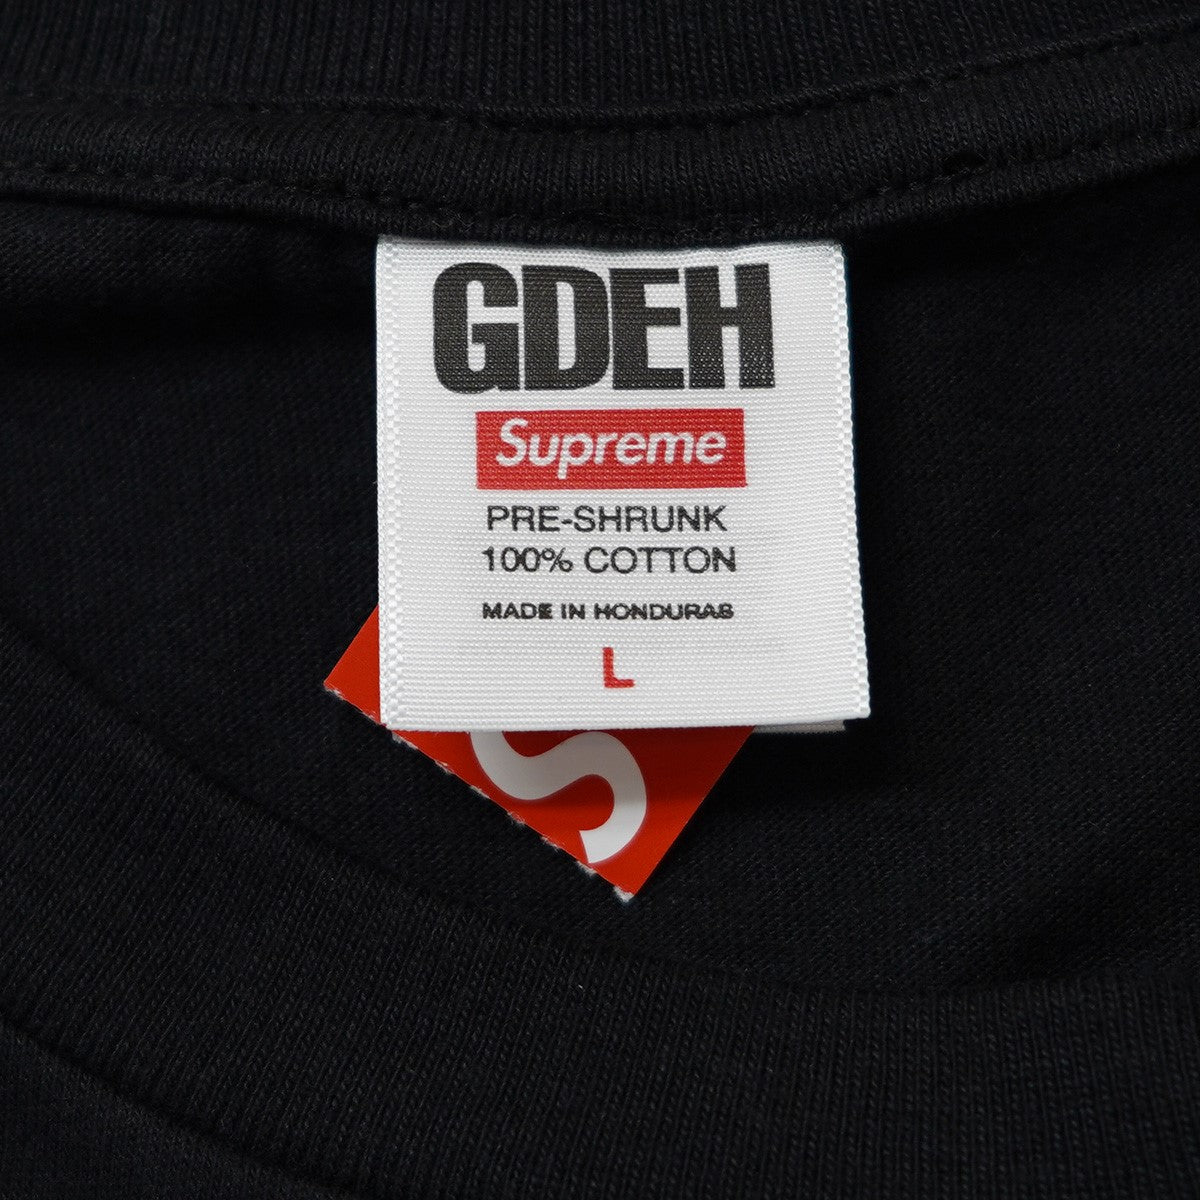 GDEH
Supreme
PRE-SHRUNK
100% COTTON
MADE IN HONDURAS
L
S